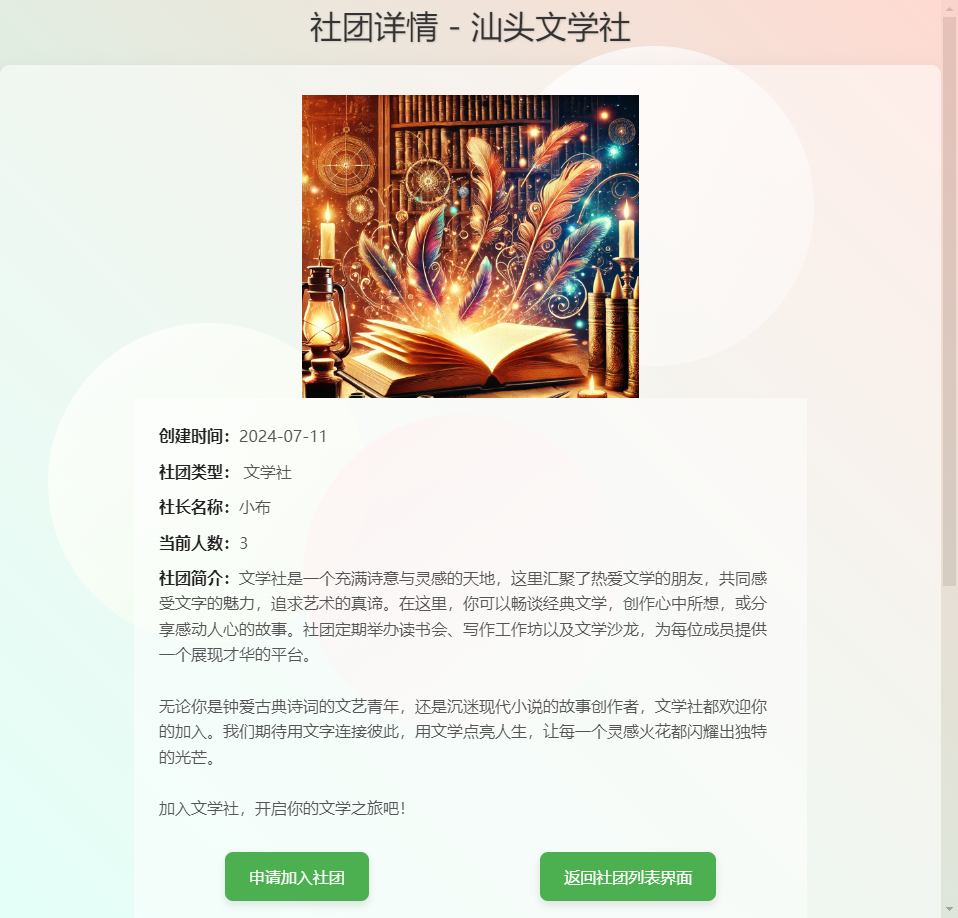 社团详情 - 汕头文学社
创建时间：2024-07-11
社团类型： 文学社
社长名称：小布
当前人数：3
社团简介：文学社是一个充满诗意与灵感的天地，这里汇聚了热爱文学的朋友，共同感
受文字的魅力，追求艺术的真谛。在这里，你可以畅谈经典文学，创作心中所想，或分
享感动人心的故事。社团定期举办读书会、写作工作坊以及文学沙龙，为每位成员提供
一个展现才华的平台。
无论你是钟爱古典诗词的文艺青年，还是沉迷现代小说的故事创作者，文学社都欢迎你
的加入。我们期待用文字连接彼此，用文学点亮人生，让每一个灵感火花都闪耀出独特
的光芒。
加入文学社，开启你的文学之旅吧！
申请加入社团
返回社团列表界面